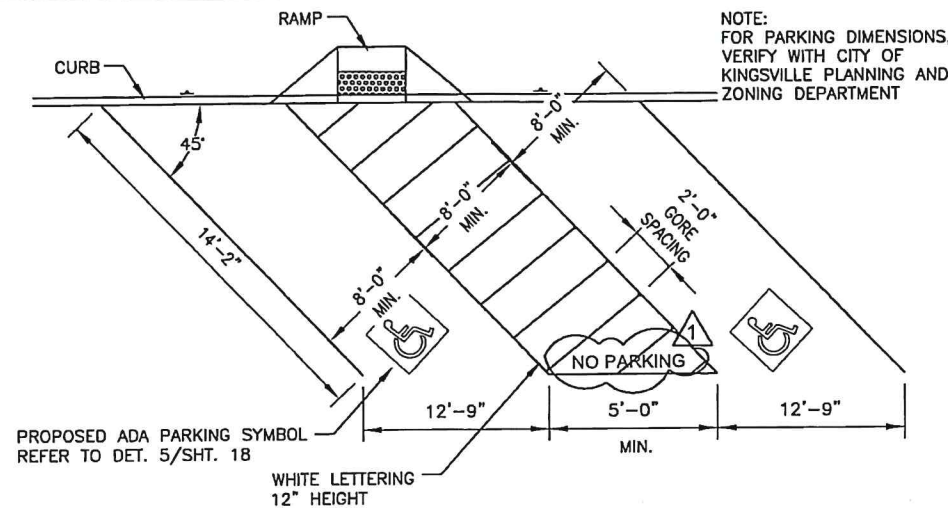 RAMP
CURB
NOTE:
FOR PARKING DIMENSIONS,
VERIFY WITH CITY OF
KINGSVILLE PLANNING AND
ZONING DEPARTMENT
45°
14'-2"
8'-0"
MIN.
8'-0"
MIN.
8'-0"
MIN.
2'-0"
GORE
SPACING
1
NO PARKING
12'-9"
5'-0"
MIN.
12'-9"
PROPOSED ADA PARKING SYMBOL
REFER TO DET. 5/SHT. 18
WHITE LETTERING
12" HEIGHT